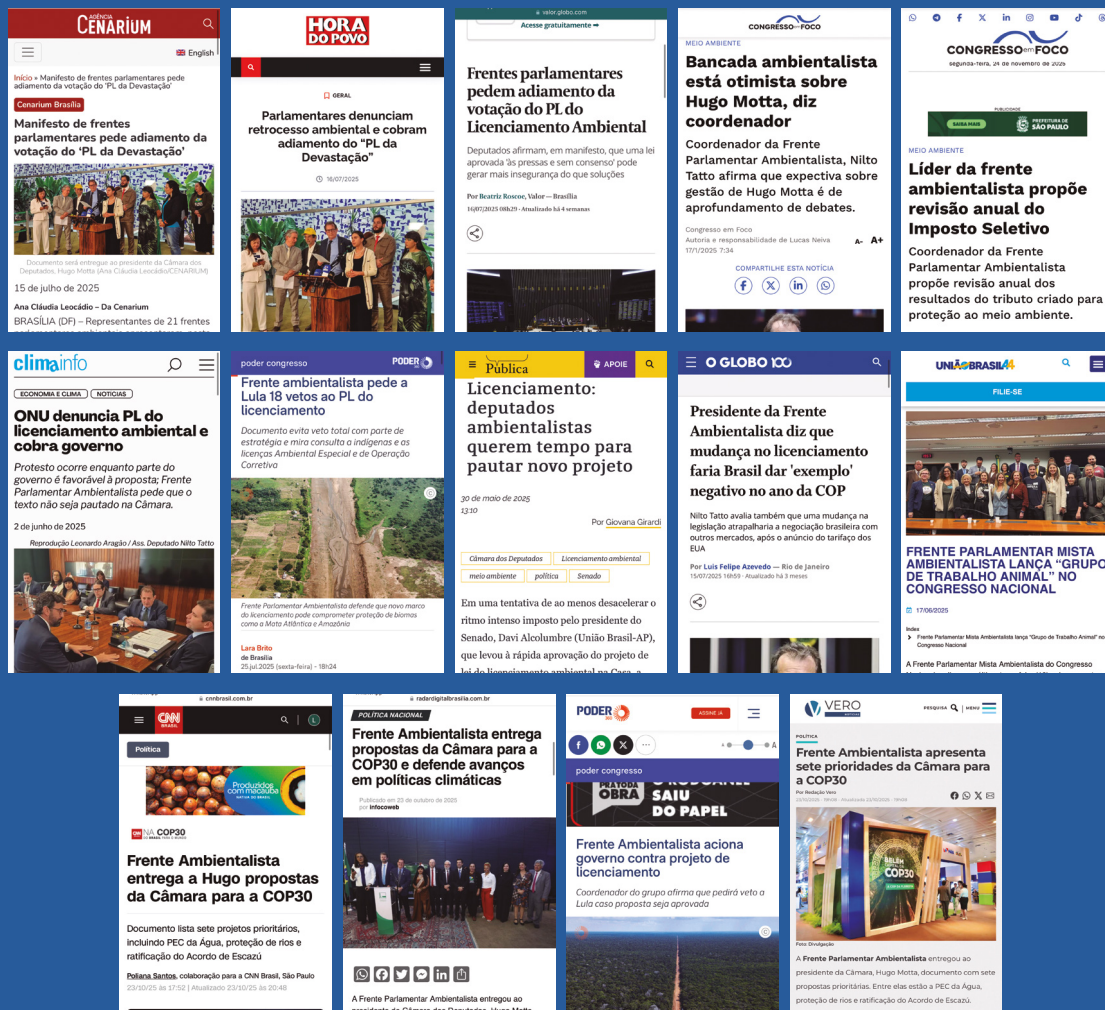 AGÊNCIA
CENARIUM
English
Início » Manifesto de frentes parlamentares pede
adiamento da votação do 'PL da Devastação'
Cenarium Brasília
Manifesto de frentes
parlamentares pede adiamento da
votação do ‘PL da Devastação’
Documento será entregue ao presidente da Câmara dos
Deputados, Hugo Motta (Ana Cláudia Leocádio/CENARIUM)
15 de julho de 2025
Ana Cláudia Leocádio – Da Cenarium
BRASÍLIA (DF) – Representantes de 21 frentes
HORA
DO POVO
GERAL
Parlamentares denunciam
retrocesso ambiental e cobram
adiamento do "PL da
Devastação"
16/07/2025
valor.globo.com
Acesse gratuitamente
Frentes parlamentares
pedem adiamento da
votação do PL do
Licenciamento Ambiental
Deputados afirmam, em manifesto, que uma lei
aprovada 'às pressas e sem consenso' pode
gerar mais insegurança do que soluções
Por Beatriz Roscoe, Valor — Brasília
16/07/2025 08h29 · Atualizado há 4 semanas
CONGRESSO em FOCO
MEIO AMBIENTE
Bancada ambientalista
está otimista sobre
Hugo Motta, diz
coordenador
Coordenador da Frente
Parlamentar Ambientalista, Nilto
Tatto afirma que expectiva sobre
gestão de Hugo Motta é de
aprofundamento de debates.
Congresso em Foco
Autoria e responsabilidade de Lucas Neiva
17/1/2025 7:34
A- A+
COMPARTILHE ESTA NOTÍCIA
CONGRESSO em FOCO
segunda-feira, 24 de novembro de 2025
PUBLICIDADE
SAIBA MAIS
PREFEITURA DE
SÃO PAULO
MEIO AMBIENTE
Líder da frente
ambientalista propõe
revisão anual do
Imposto Seletivo
Coordenador da Frente
Parlamentar Ambientalista
propõe revisão anual dos
resultados do tributo criado para
proteção ao meio ambiente.
climainfo
ECONOMIA E CLIMA
NOTÍCIAS
ONU denuncia PL do
licenciamento ambiental e
cobra governo
Protesto ocorre enquanto parte do
governo é favorável à proposta; Frente
Parlamentar Ambientalista pede que o
texto não seja pautado na Câmara.
2 de junho de 2025
Reprodução Leonardo Aragão / Ass. Deputado Nilto Tatto
poder congresso
PODER
Frente ambientalista pede a
Lula 18 vetos ao PL do
licenciamento
Documento evita veto total com parte de
estratégia e mira consulta a indígenas e as
licenças Ambiental Especial e de Operação
Corretiva
Frente Parlamentar Ambientalista defende que novo marco
do licenciamento pode comprometer proteção de biomas
como a Mata Atlântica e Amazônia
Lara Brito
de Brasília
25.jul.2025 (sexta-feira) - 18h24
Pública
APOIE
Licenciamento:
deputados
ambientalistas
querem tempo para
pautar novo projeto
30 de maio de 2025
13:10
Por Giovana Girardi
Câmara dos Deputados
Licenciamento ambiental
meio ambiente
política
Senado
Em uma tentativa de ao menos desacelerar o
ritmo intenso imposto pelo presidente do
Senado, Davi Alcolumbre (União Brasil-AP),
que levou à rápida aprovação do projeto de
lei do licenciamento ambiental na Casa, a
O GLOBO 100
Presidente da Frente
Ambientalista diz que
mudança no licenciamento
faria Brasil dar 'exemplo'
negativo no ano da COP
Nilto Tatto avalia também que uma mudança na
legislação atrapalharia a negociação brasileira com
outros mercados, após o anúncio do tarifaço dos
EUA
Por Luis Felipe Azevedo — Rio de Janeiro
15/07/2025 16h59 · Atualizado há 3 meses
UNIÃO BRASIL 44
FILIE-SE
FRENTE PARLAMENTAR MISTA
AMBIENTALISTA LANÇA “GRUPO
DE TRABALHO ANIMAL” NO
CONGRESSO NACIONAL
17/06/2025
Index
Frente Parlamentar Mista Ambientalista lança "Grupo de Trabalho Animal" no
Congresso Nacional
A Frente Parlamentar Mista Ambientalista do Congresso
cnnbrasil.com.br
CNN
BRASIL
L
Política
Produzidos
com macaúba
CNN NA COP30
Frente Ambientalista
entrega a Hugo propostas
da Câmara para a COP30
Documento lista sete projetos prioritários,
incluindo PEC da Água, proteção de rios e
ratificação do Acordo de Escazú
Poliana Santos, colaboração para a CNN Brasil, São Paulo
23/10/25 às 17:52 | Atualizado 23/10/25 às 20:48
radardigitalbrasilia.com.br
POLÍTICA NACIONAL
Frente Ambientalista entrega
propostas da Câmara para a
COP30 e defende avanços
em políticas climáticas
Publicado em 23 de outubro de 2025
por Infocoweb
A Frente Parlamentar Ambientalista entregou ao
PODER
360
ASSINE JÁ
A
poder congresso
PRA TODA
OBRA
SAIU
DO PAPEL
Frente Ambientalista aciona
governo contra projeto de
licenciamento
Coordenador do grupo afirma que pedirá veto a
Lula caso proposta seja aprovada
VERO
NOTÍCIAS
PESQUISA
MENU
POLÍTICA
Frente Ambientalista apresenta
sete prioridades da Câmara para
a COP30
Por Redação Vero
BELÉM
COP30
Foto: Divulgação
A Frente Parlamentar Ambientalista entregou ao
presidente da Câmara, Hugo Motta, documento com sete
propostas prioritárias. Entre elas estão a PEC da Água,
proteção de rios e ratificação do Acordo de Escazú.